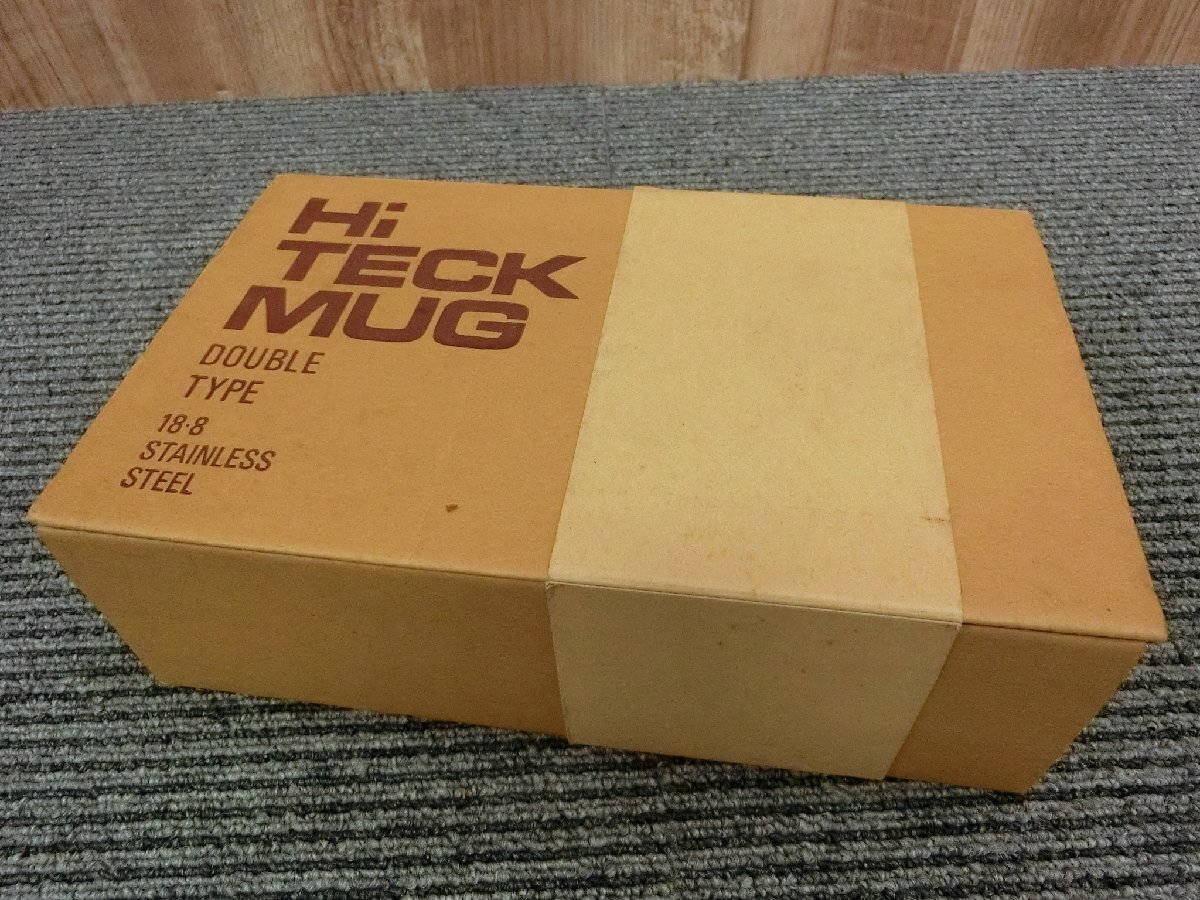 Hi
TECK
MUG
DOUBLE
TYPE
18·8
STAINLESS
STEEL